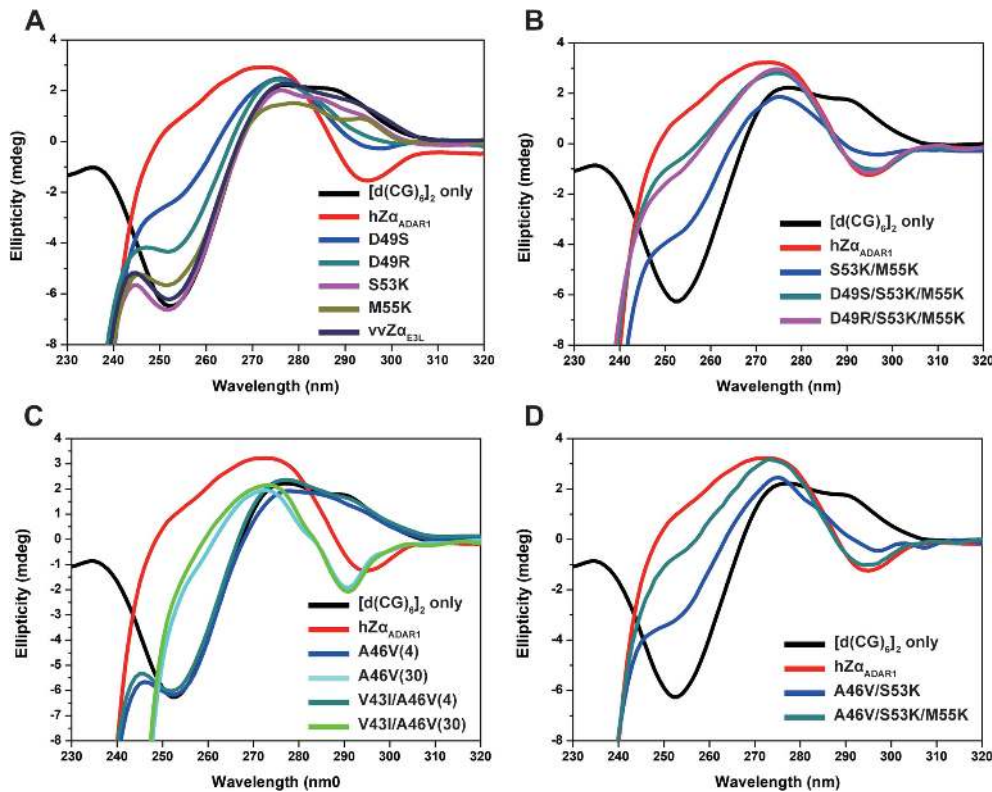 A
4
2
0
-2
-4
-6
-8
Ellipticity (mdeg)
[d(CG)6]2 only
hZαADAR1
D49S
D49R
S53K
M55K
vvZαE3L
230 240 250 260 270 280 290 300 310 320
Wavelength (nm)
B
4
2
0
-2
-4
-6
-8
Ellipticity (mdeg)
[d(CG)6]2 only
hZαADAR1
S53K/M55K
D49S/S53K/M55K
D49R/S53K/M55K
230 240 250 260 270 280 290 300 310 320
Wavelength (nm)
C
4
3
2
1
0
-1
-2
-3
-4
-5
-6
-7
-8
Ellipticity (mdeg)
[d(CG)6]2 only
hZαADAR1
A46V(4)
A46V(30)
V43I/A46V(4)
V43I/A46V(30)
230 240 250 260 270 280 290 300 310 320
Wavelength (nm0
D
4
2
0
-2
-4
-6
-8
Ellipticity (mdeg)
[d(CG)6]2 only
hZαADAR1
A46V/S53K
A46V/S53K/M55K
230 240 250 260 270 280 290 300 310 320
Wavelength (nm)